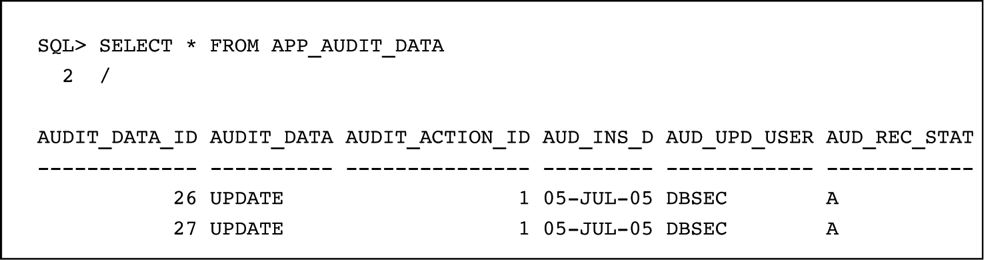 SQL> SELECT * FROM APP_AUDIT_DATA
  2  /
AUDIT_DATA_ID AUDIT_DATA AUDIT_ACTION_ID AUD_INS_D AUD_UPD_USER AUD_REC_STAT
------------- ---------- --------------- --------- ------------ ------------
           26 UPDATE                   1 05-JUL-05 DBSEC        A
           27 UPDATE                   1 05-JUL-05 DBSEC        A